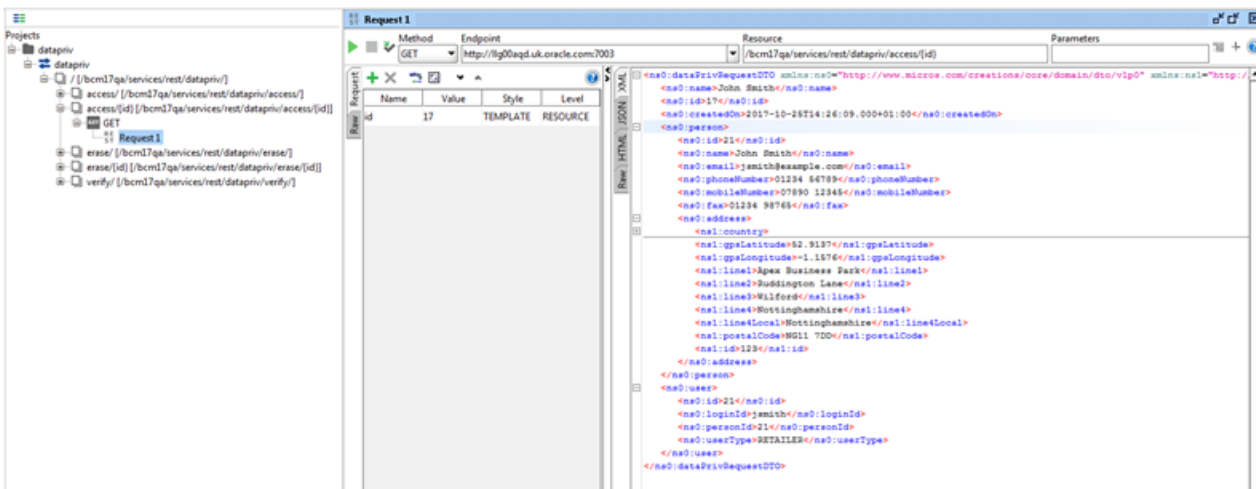 Projects
datapriv
datapriv
/ [/bcm17qa/services/rest/datapriv/]
access/ [/bcm17qa/services/rest/datapriv/access/]
access/{id} [/bcm17qa/services/rest/datapriv/access/{id}]
GET
Request 1
erase/ [/bcm17qa/services/rest/datapriv/erase/]
erase/{id} [/bcm17qa/services/rest/datapriv/erase/{id}]
verify/ [/bcm17qa/services/rest/datapriv/verify/]
Request 1
Method Endpoint Resource Parameters
GET http://llg00aqd.uk.oracle.com:7003 /bcm17qa/services/rest/datapriv/access/{id}
Request
Raw
Name Value Style Level
id 17 TEMPLATE RESOURCE
XML
JSON
HTML
Raw
<ns0:dataPrivRequestDTO xmlns:ns0="http://www.micros.com/creations/core/domain/dto/v1p0" xmlns:ns1="http:/
<ns0:name>John Smith</ns0:name>
<ns0:id>17</ns0:id>
<ns0:createdOn>2017-10-25T14:26:09.000+01:00</ns0:createdOn>
<ns0:person>
<ns0:id>21</ns0:id>
<ns0:name>John Smith</ns0:name>
<ns0:email>jsmith@example.com</ns0:email>
<ns0:phoneNumber>01234 56789</ns0:phoneNumber>
<ns0:mobileNumber>07890 12345</ns0:mobileNumber>
<ns0:fax>01234 98765</ns0:fax>
<ns0:address>
<ns1:country>
<ns1:gpsLatitude>52.9137</ns1:gpsLatitude>
<ns1:gpsLongitude>-1.1576</ns1:gpsLongitude>
<ns1:line1>Apex Business Park</ns1:line1>
<ns1:line2>Ruddington Lane</ns1:line2>
<ns1:line3>Wilford</ns1:line3>
<ns1:line4>Nottinghamshire</ns1:line4>
<ns1:line4Local>Nottinghamshire</ns1:line4Local>
<ns1:postalCode>NG11 7DD</ns1:postalCode>
<ns1:id>123</ns1:id>
</ns0:address>
</ns0:person>
<ns0:user>
<ns0:id>21</ns0:id>
<ns0:loginId>jsmith</ns0:loginId>
<ns0:personId>21</ns0:personId>
<ns0:userType>RETAILER</ns0:userType>
</ns0:user>
</ns0:dataPrivRequestDTO>